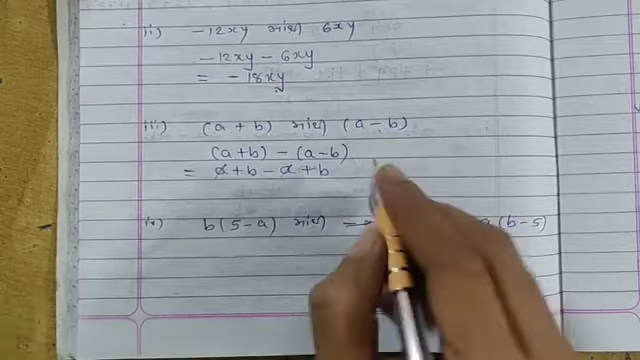 ii) -12xy માંથી 6xy
-12xy - 6xy
= -18xy
iii) (a + b) માંથી (a - b)
(a+b) - (a-b)
= a + b - a + b
iv) b(5-a) માંથી (b-5)